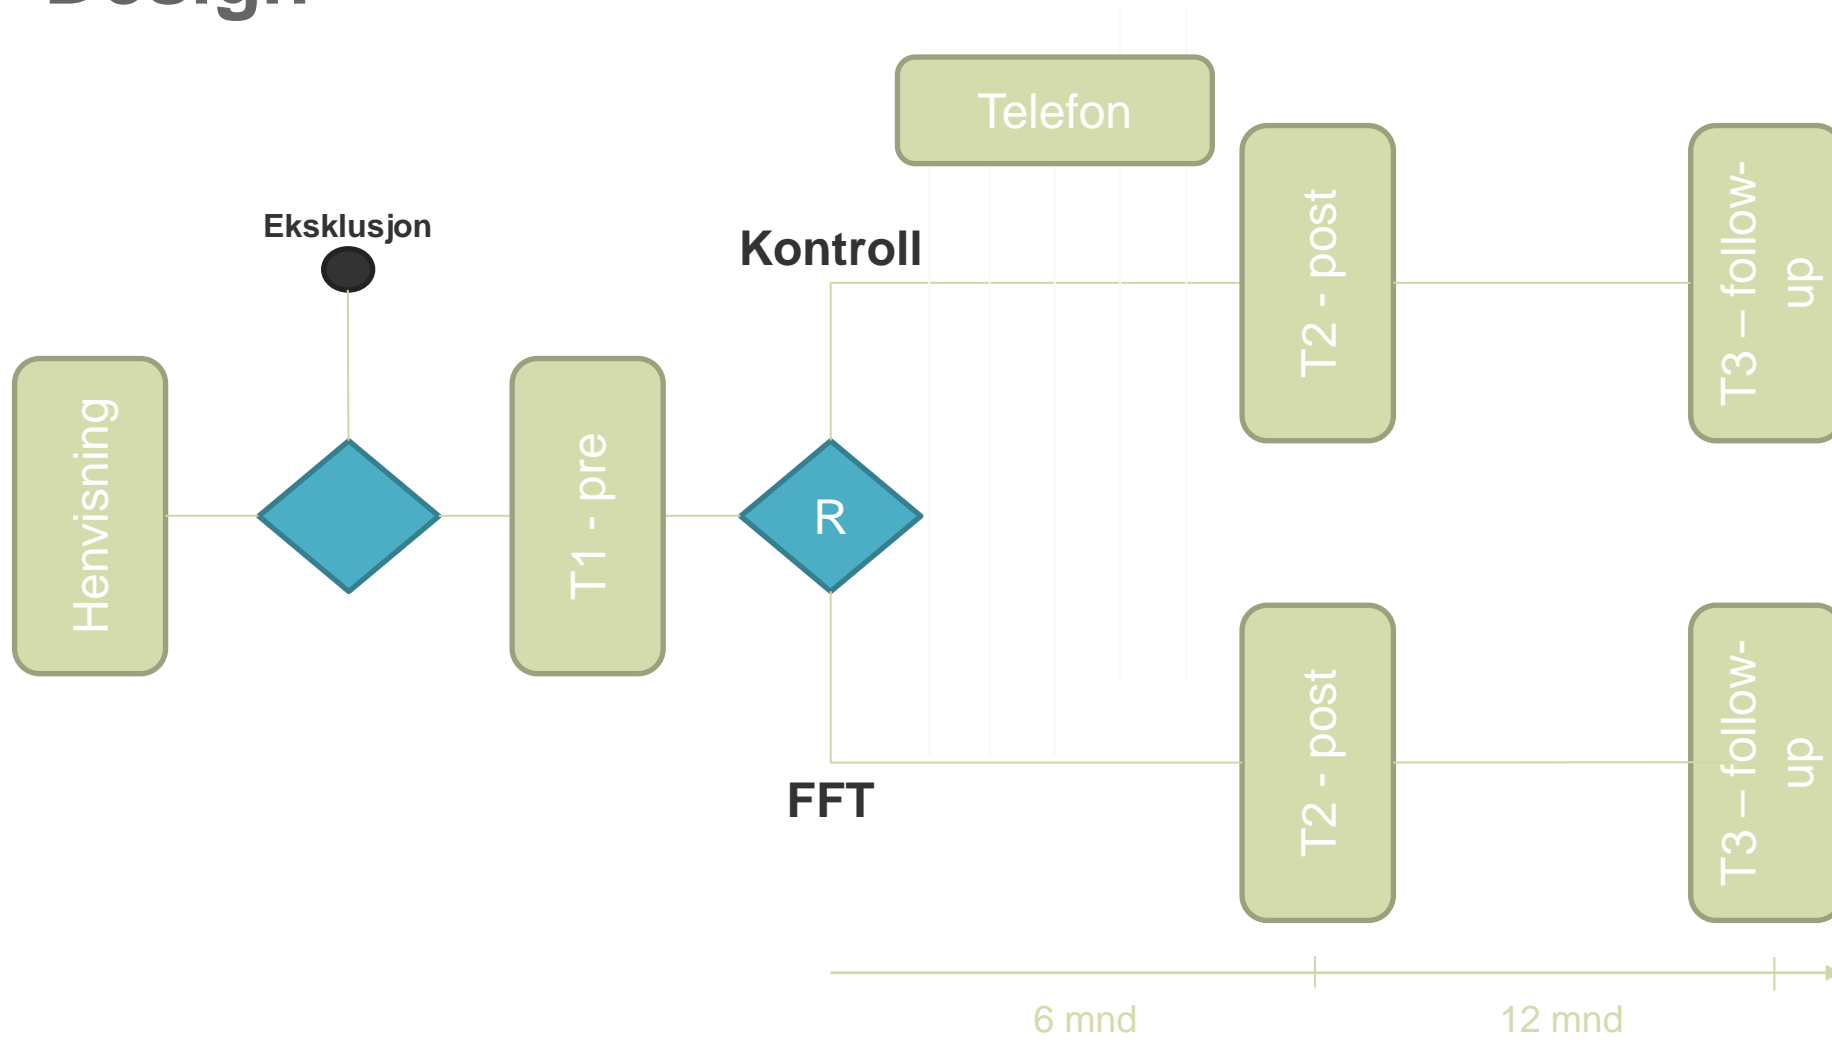 Design
Telefon
Eksklusjon
Kontroll
Henvisning
T1 - pre
R
T2 - post
T3 – follow-
up
FFT
T2 - post
T3 – follow-
up
6 mnd
12 mnd